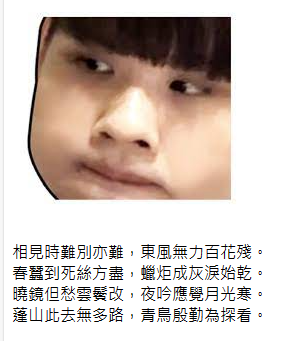 相見時難別亦難，東風無力百花殘。
春蠶到死絲方盡，蠟炬成灰淚始乾。
曉鏡但愁雲鬢改，夜吟應覺月光寒。
蓬山此去無多路，青鳥殷勤為探看。